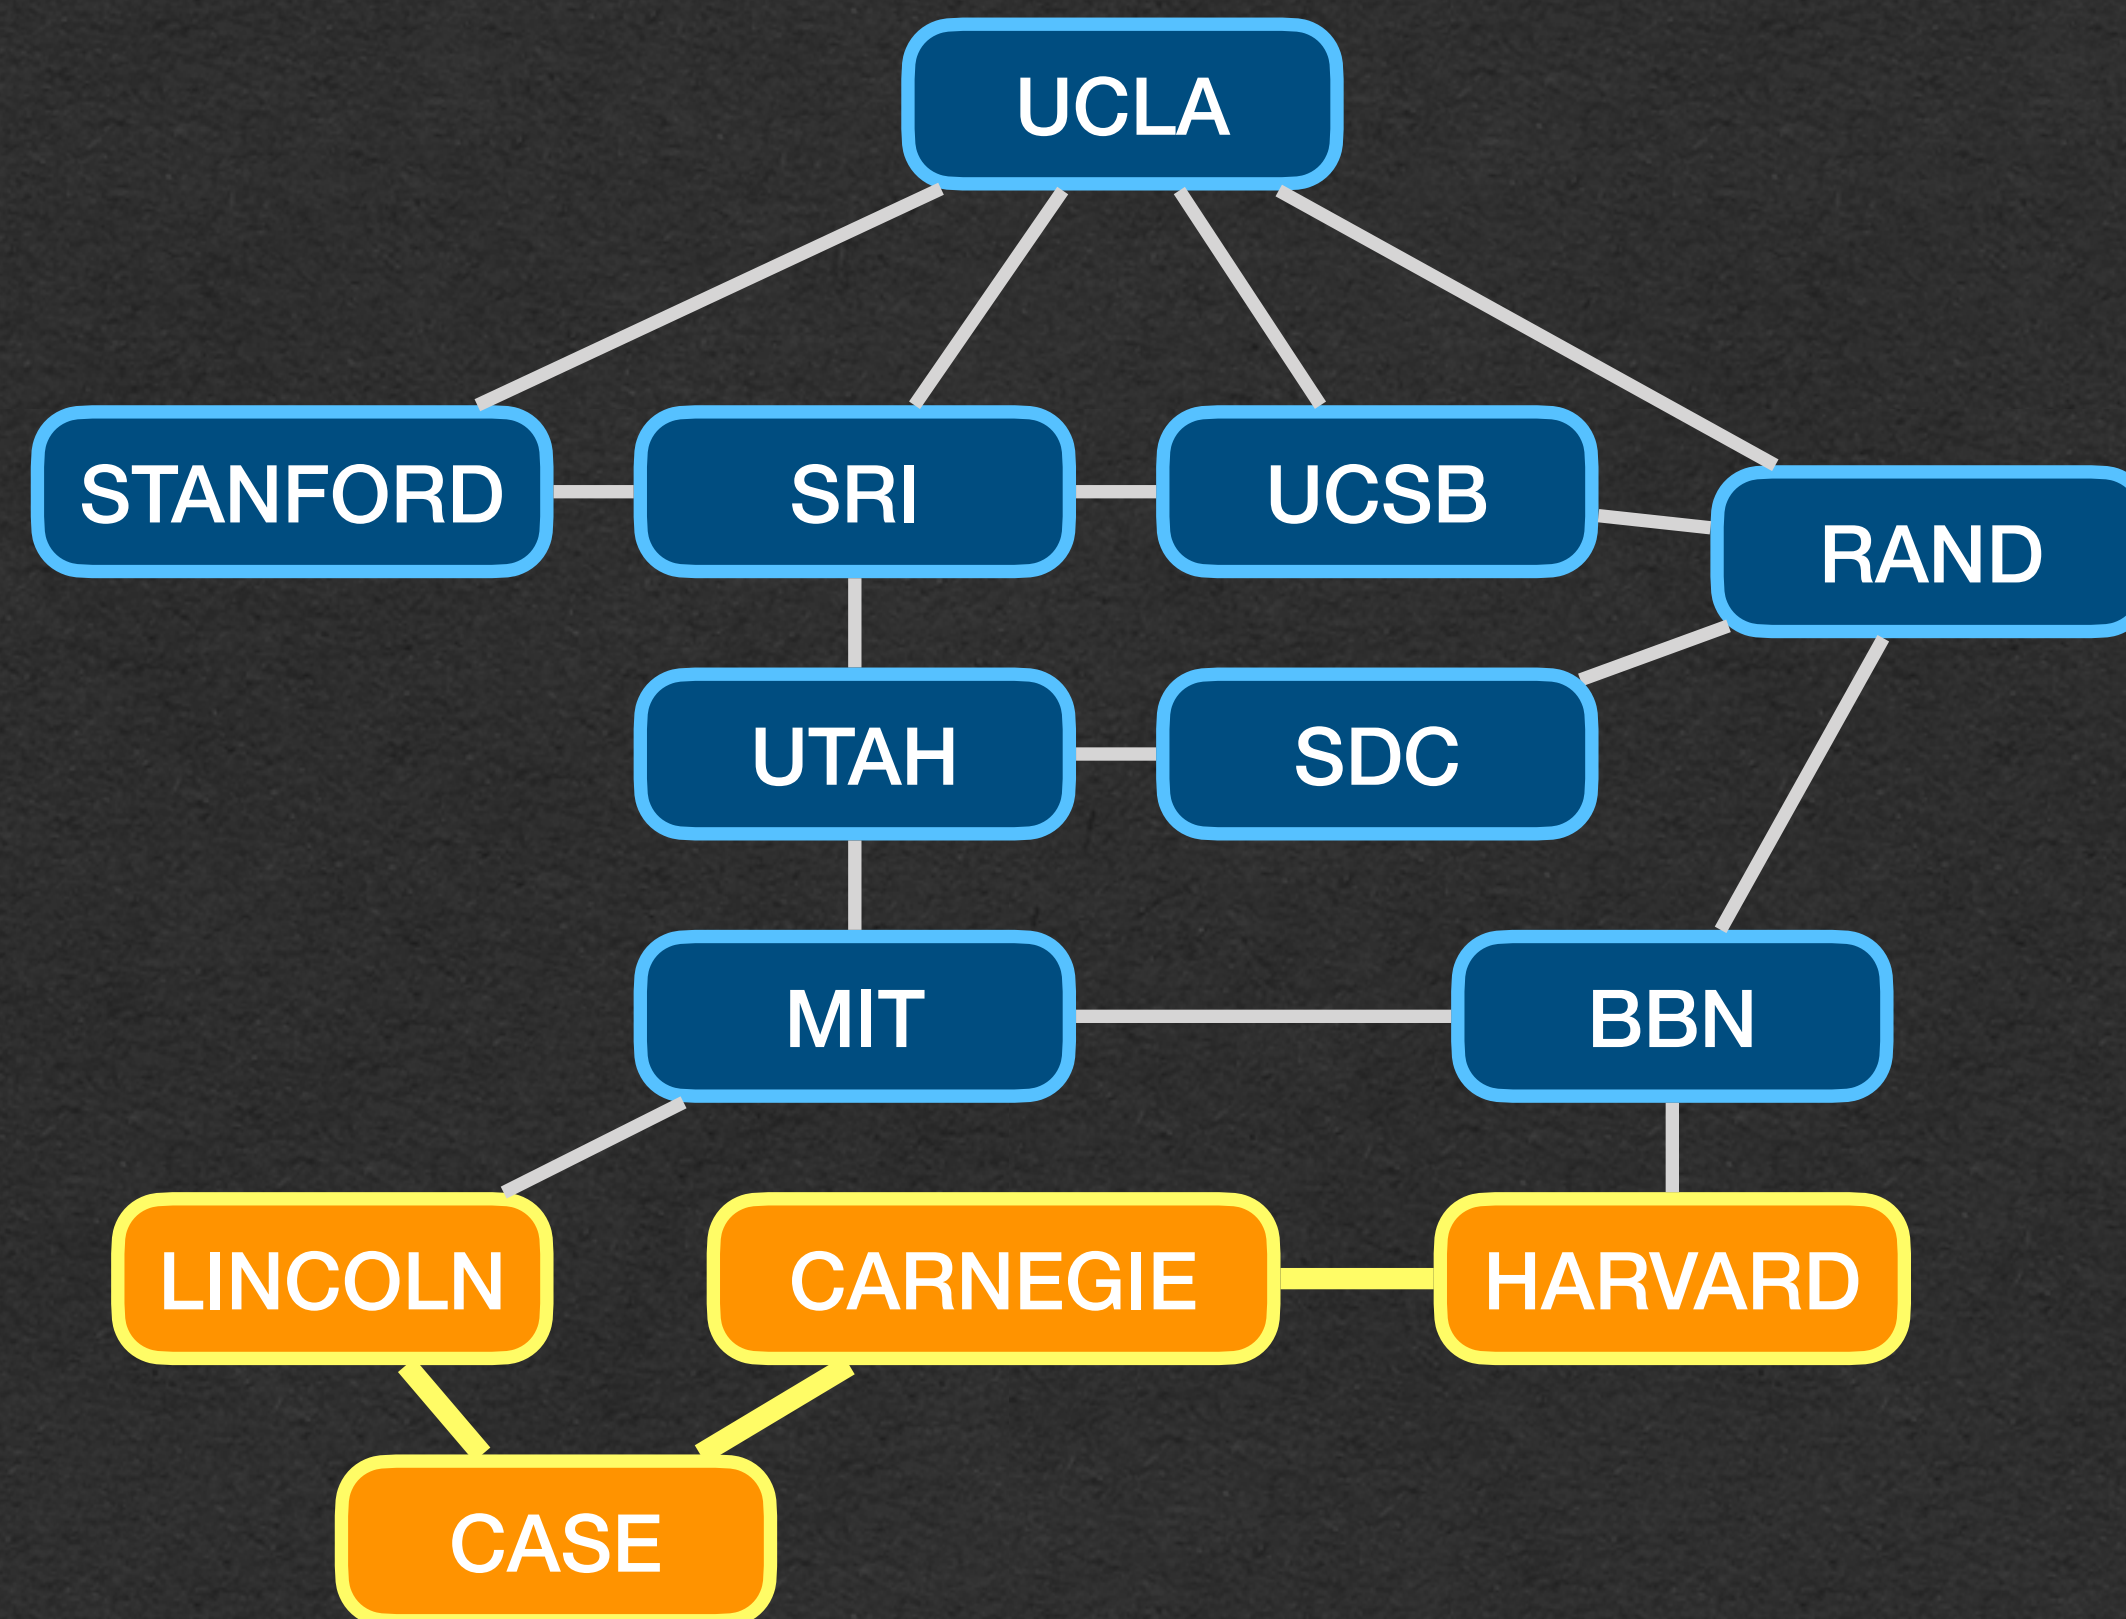 UCLA
STANFORD
SRI
UCSB
RAND
UTAH
SDC
MIT
BBN
LINCOLN
CARNEGIE
HARVARD
CASE